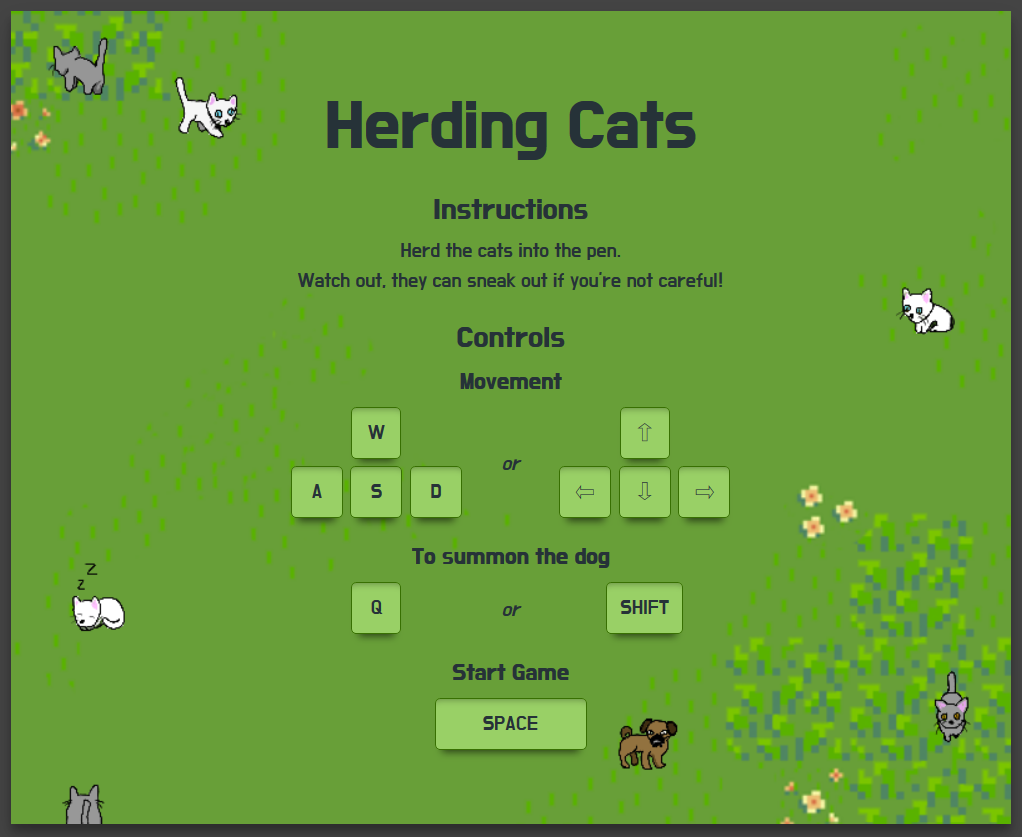 Herding Cats
Instructions
Herd the cats into the pen.
Watch out, they can sneak out if you're not careful!
Controls
Movement
W
A S D
or
⇧
⇦ ⇩ ⇨
To summon the dog
Q or SHIFT
Start Game
SPACE
z Z